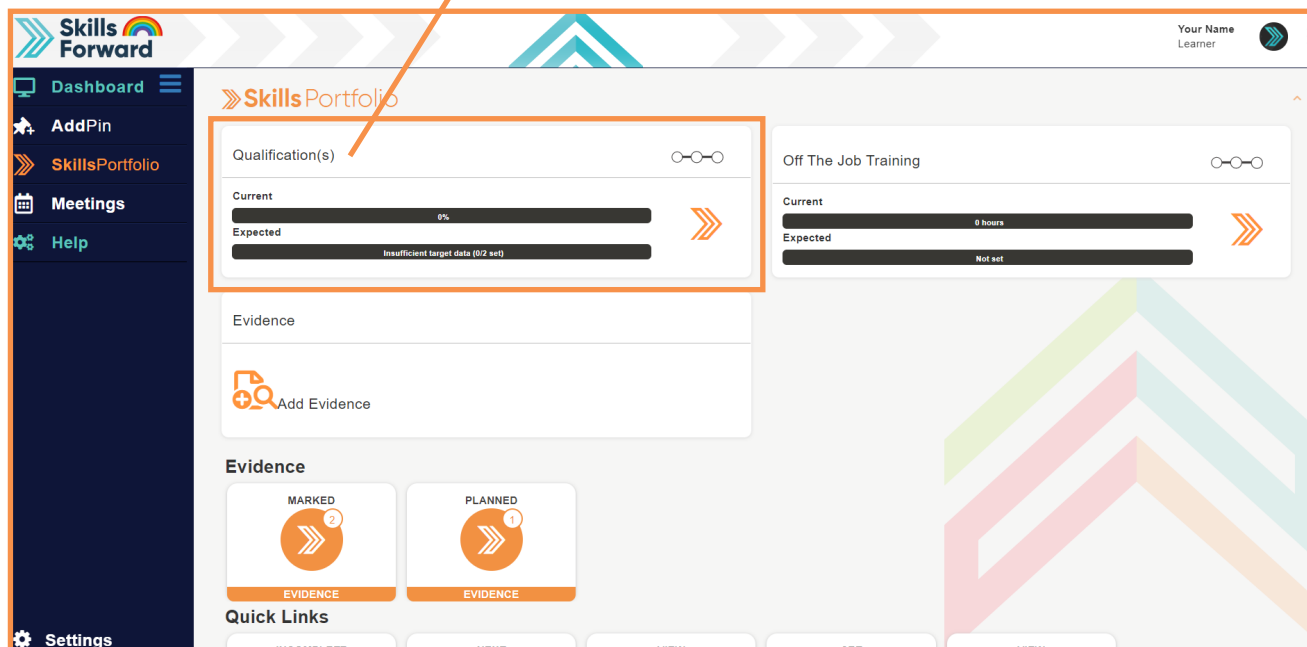 Skills
Forward
Your Name
Learner
Dashboard
AddPin
SkillsPortfolio
Meetings
Help
Settings
Skills Portfolio
Qualification(s)
Current
0%
Expected
Insufficient target data (0/2 set)
Off The Job Training
Current
0 hours
Expected
Not set
Evidence
Add Evidence
Evidence
MARKED
2
EVIDENCE
PLANNED
1
EVIDENCE
Quick Links